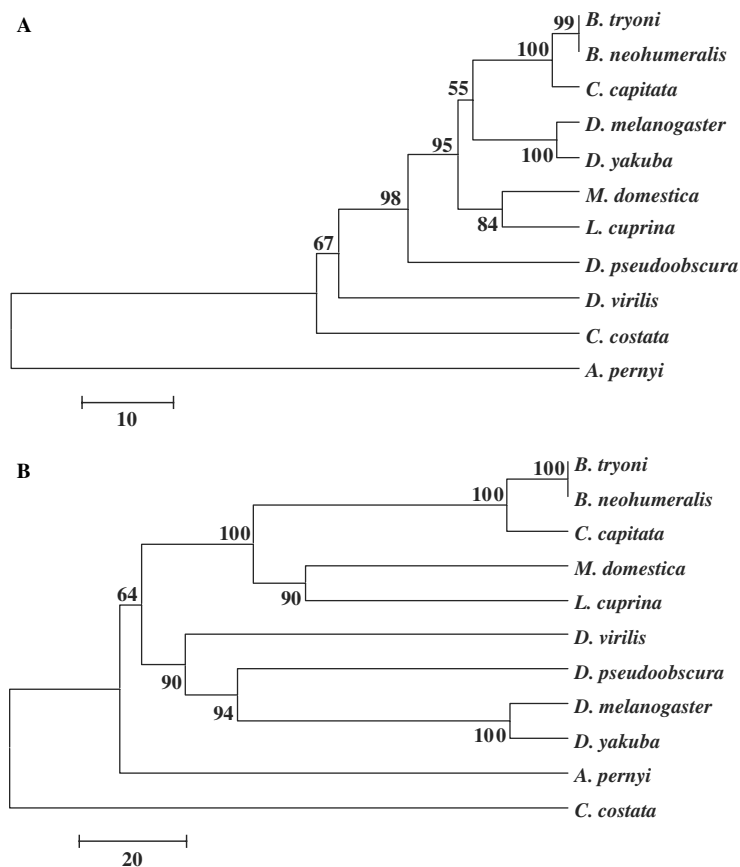 A
99
B. tryoni
B. neohumeralis
100
C. capitata
55
D. melanogaster
95
100
D. yakuba
M. domestica
98
84
L. cuprina
67
D. pseudoobscura
D. virilis
C. costata
A. pernyi
10
B
100
B. tryoni
100
B. neohumeralis
100
C. capitata
M. domestica
64
90
L. cuprina
D. virilis
90
D. pseudoobscura
94
D. melanogaster
100
D. yakuba
A. pernyi
C. costata
20